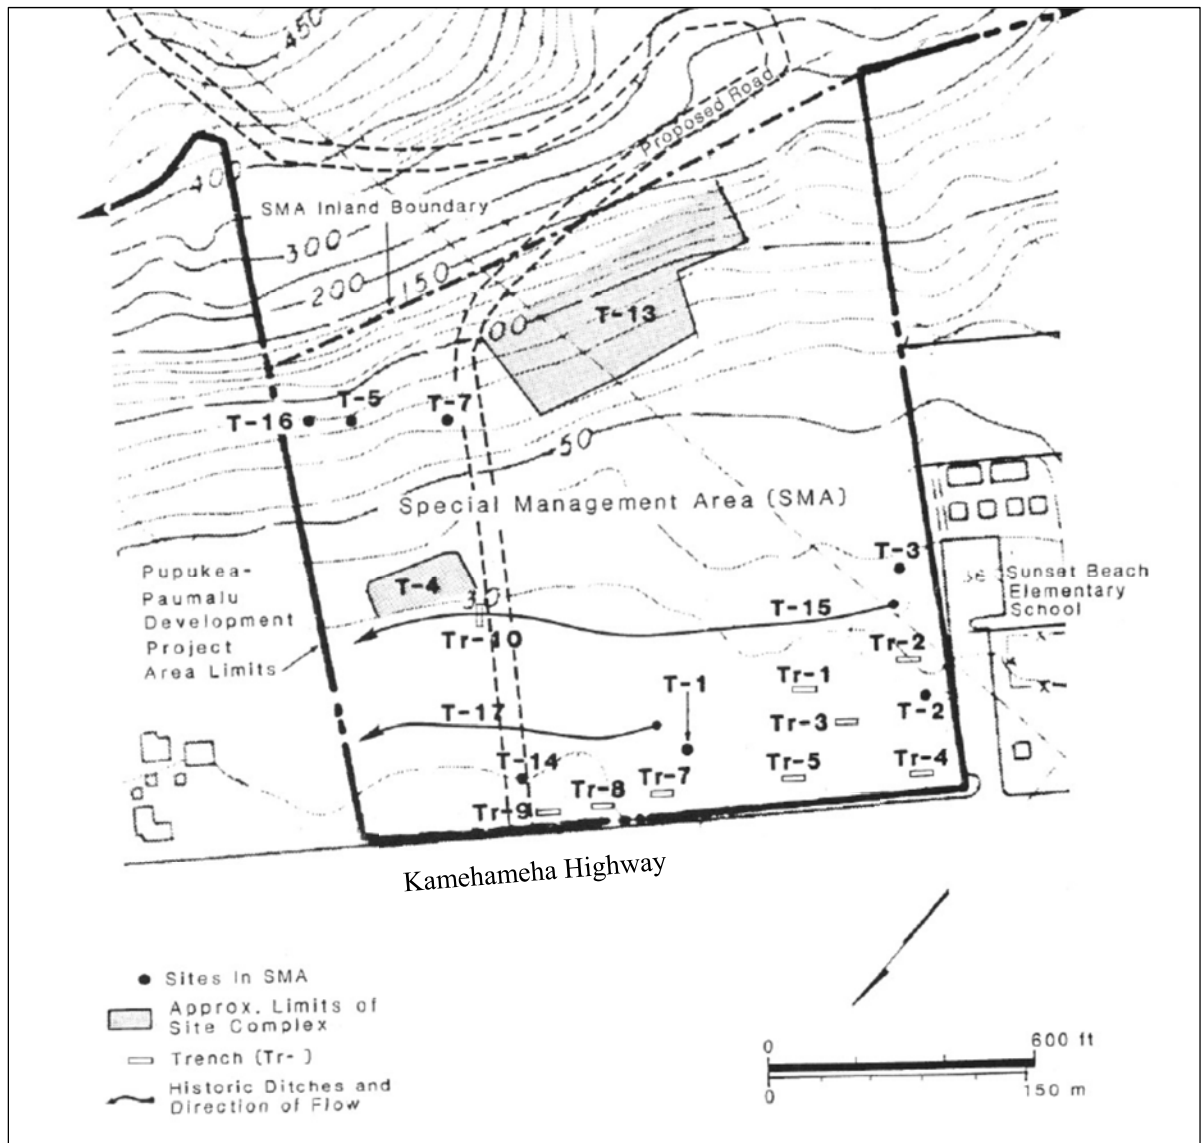 450
Proposed Road
400
SMA Inland Boundary
300
200
150
00
T-13
T-16
T-5
T-7
50
Special Management Area (SMA)
T-3
Pupukea-
Paumalu
Development
Project
Area Limits
T-4
30
Sunset Beach
Elementary
School
T-15
Tr-10
Tr-2
Tr-1
T-1
T-2
T-17
Tr-3
T-14
Tr-5
Tr-4
Tr-7
Tr-8
Tr-9
Kamehameha Highway
Sites in SMA
Approx. Limits of
Site Complex
Trench (Tr- )
Historic Ditches and
Direction of Flow
0
600 ft
0
150 m